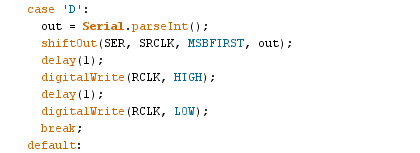 case 'D':
out = Serial.parseInt();
shiftOut(SER, SRCLK, MSBFIRST, out);
delay(1);
digitalWrite(RCLK, HIGH);
delay(1);
digitalWrite(RCLK, LOW);
break;
default: